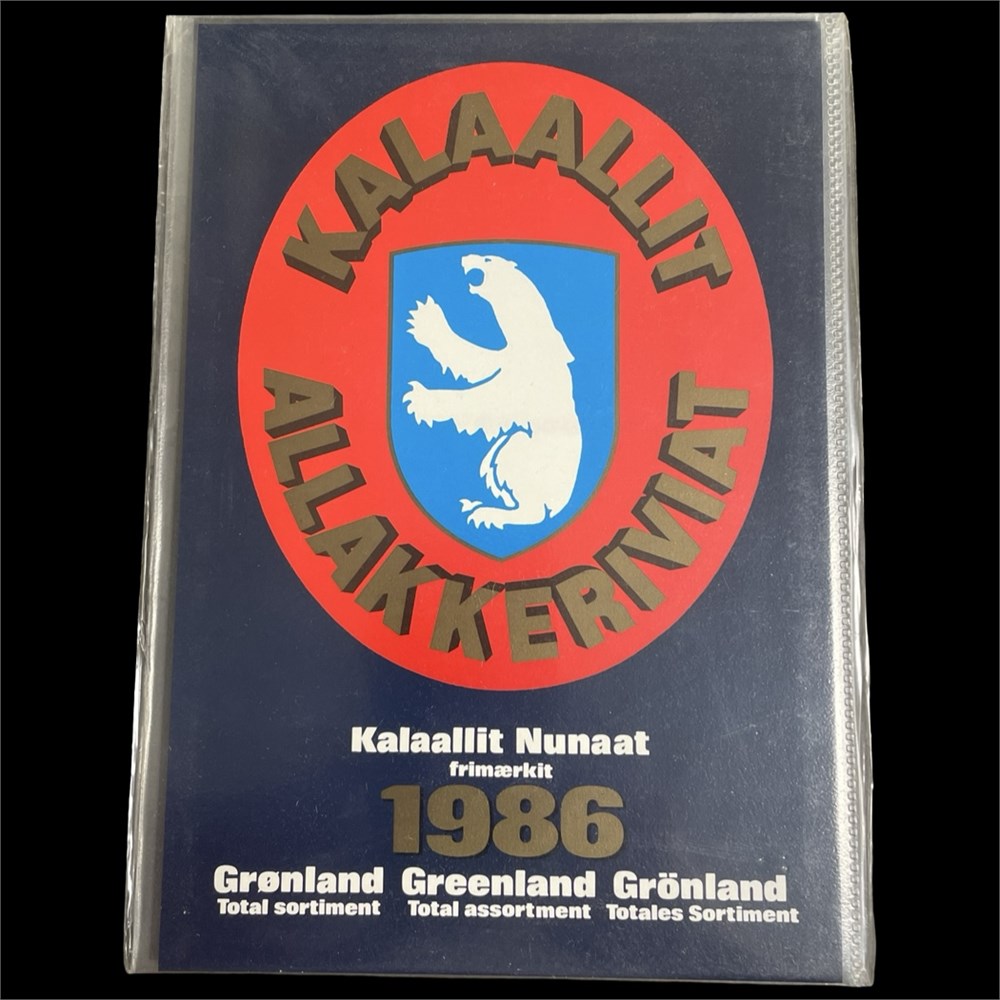 KALAALLIT
ALLAKKERIVIAT
Kalaallit Nunaat
frimærkit
1986
Grønland Greenland Grönland
Total sortiment Total assortment Totales Sortiment